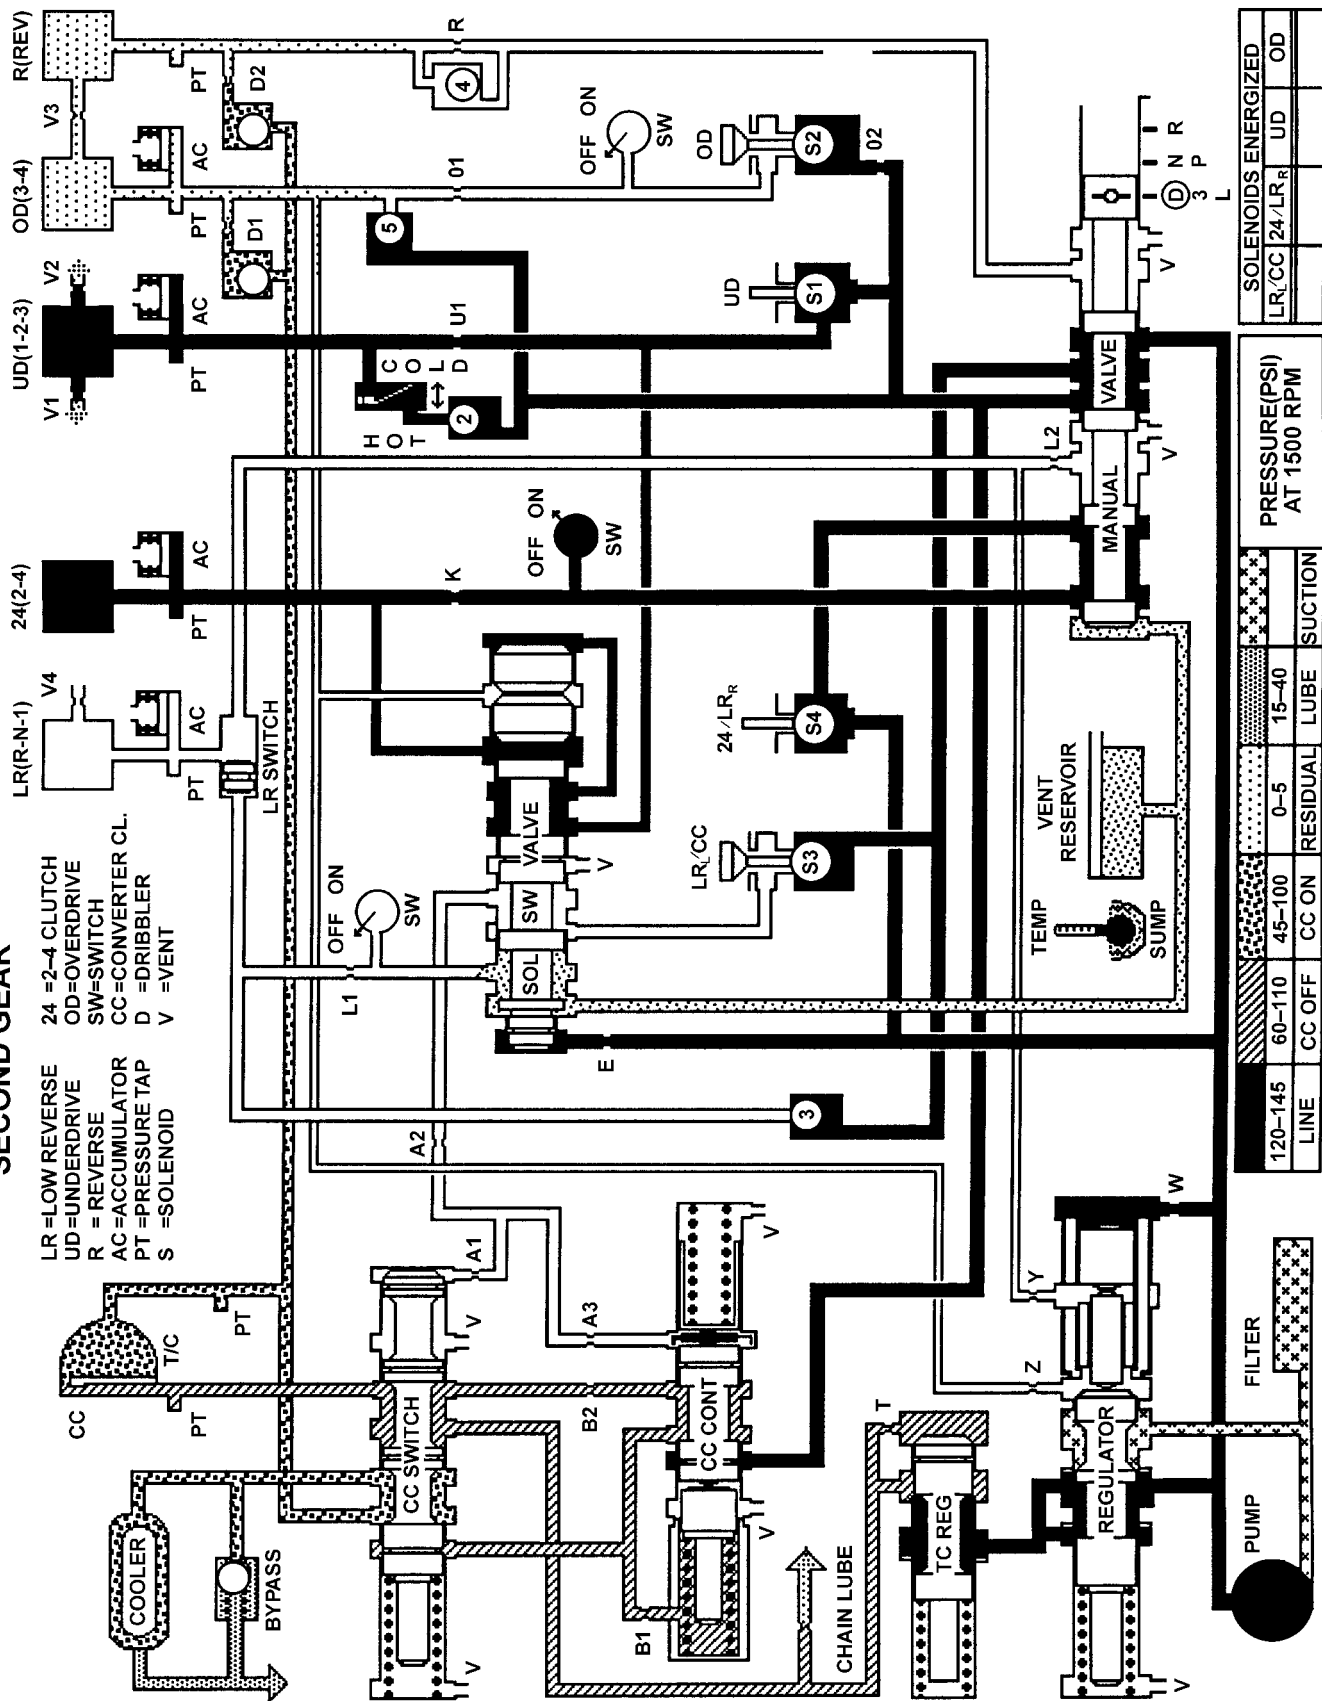 SECOND GEAR
LR =LOW REVERSE
UD =UNDERDRIVE
R = REVERSE
AC =ACCUMULATOR
PT =PRESSURE TAP
S =SOLENOID
24 =2–4 CLUTCH
OD=OVERDRIVE
SW=SWITCH
CC =CONVERTER CL.
D =DRIBBLER
V =VENT
LR(R-N-1)
V4
24(2-4)
UD(1-2-3)
V1
V2
OD(3-4)
V3
R(REV)
PT
AC
PT
AC
PT
AC
PT
AC
PT
D1
D2
LR SWITCH
CC
PT
T/C
PT
COOLER
BYPASS
V
CC SWITCH
V
A1
A2
A3
B2
B1
CC CONT
V
V
CHAIN LUBE
T
TC REG
L1
OFF ON
SW
SOL
SW
VALVE
V
E
K
OFF ON
SW
HOT
COLD
2
U1
5
01
4
R
OFF ON
SW
3
LRL/CC
S3
24/LRR
S4
UD
S1
OD
S2
02
TEMP
SUMP
VENT
RESERVOIR
L2
MANUAL
VALVE
V
V
D N R
3 P
L
V
REGULATOR
Z
Y
W
PUMP
FILTER
120–145
60–110
45–100
0–5
15–40
LINE
CC OFF
CC ON
RESIDUAL
LUBE
SUCTION
PRESSURE(PSI)
AT 1500 RPM
SOLENOIDS ENERGIZED
LRL/CC
24/LRR
UD
OD